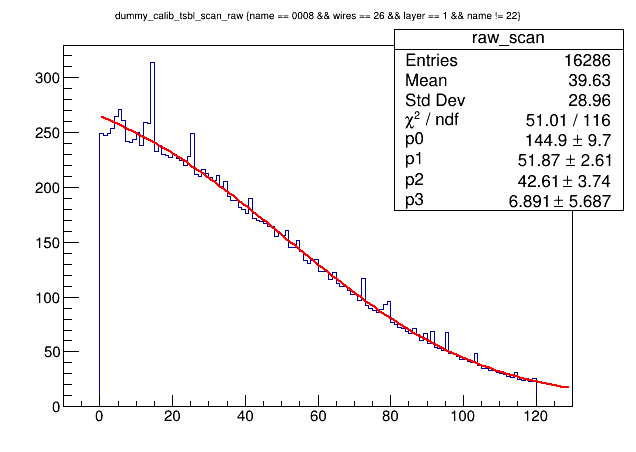 dummy_calib_tsbl_scan_raw {name == 0008 && wires == 26 && layer == 1 && name != 22}
raw_scan
Entries 16286
Mean 39.63
Std Dev 28.96
χ² / ndf 51.01 / 116
p0 144.9 ± 9.7
p1 51.87 ± 2.61
p2 42.61 ± 3.74
p3 6.891 ± 5.687
300
250
200
150
100
50
0
0 20 40 60 80 100 120